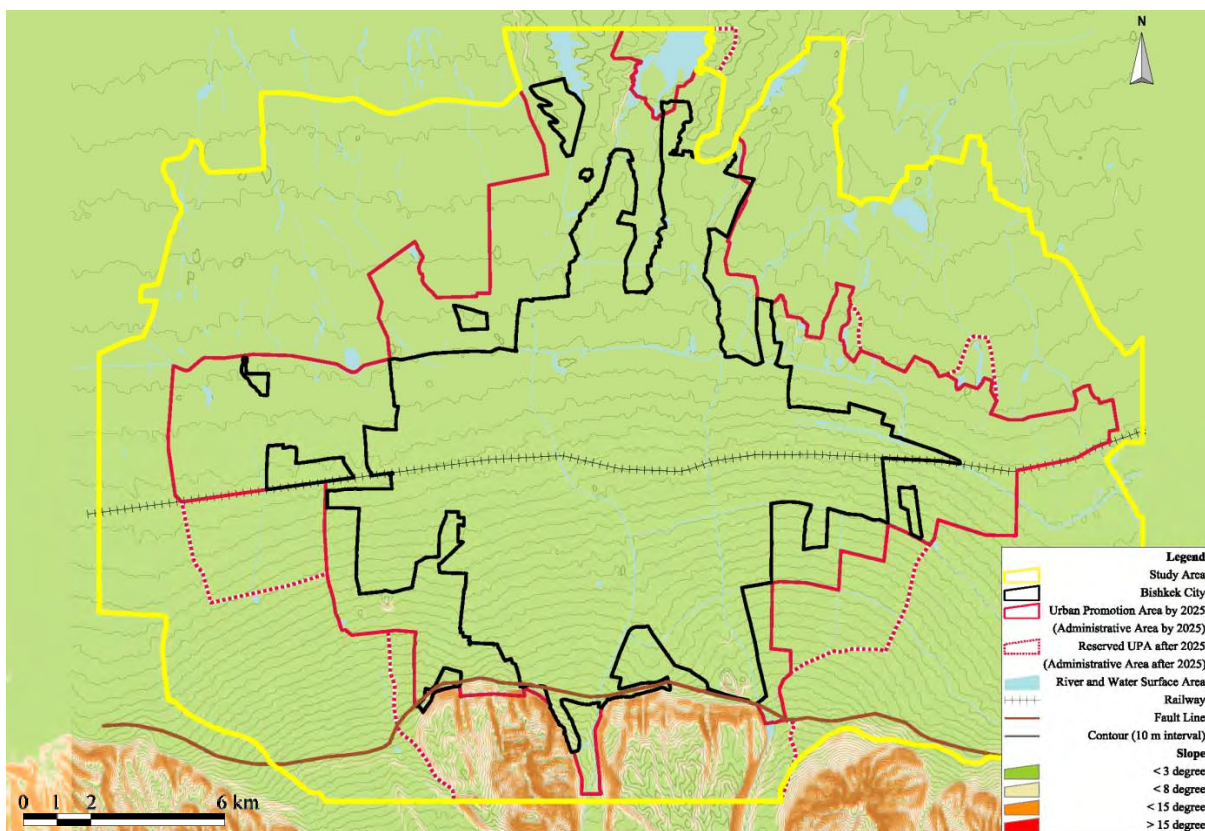 N
Legend
Study Area
Bishkek City
Urban Promotion Area by 2025
(Administrative Area by 2025)
Reserved UPA after 2025
(Administrative Area after 2025)
River and Water Surface Area
Railway
Fault Line
Contour (10 m interval)
Slope
< 3 degree
< 8 degree
< 15 degree
> 15 degree
0 1 2 6 km